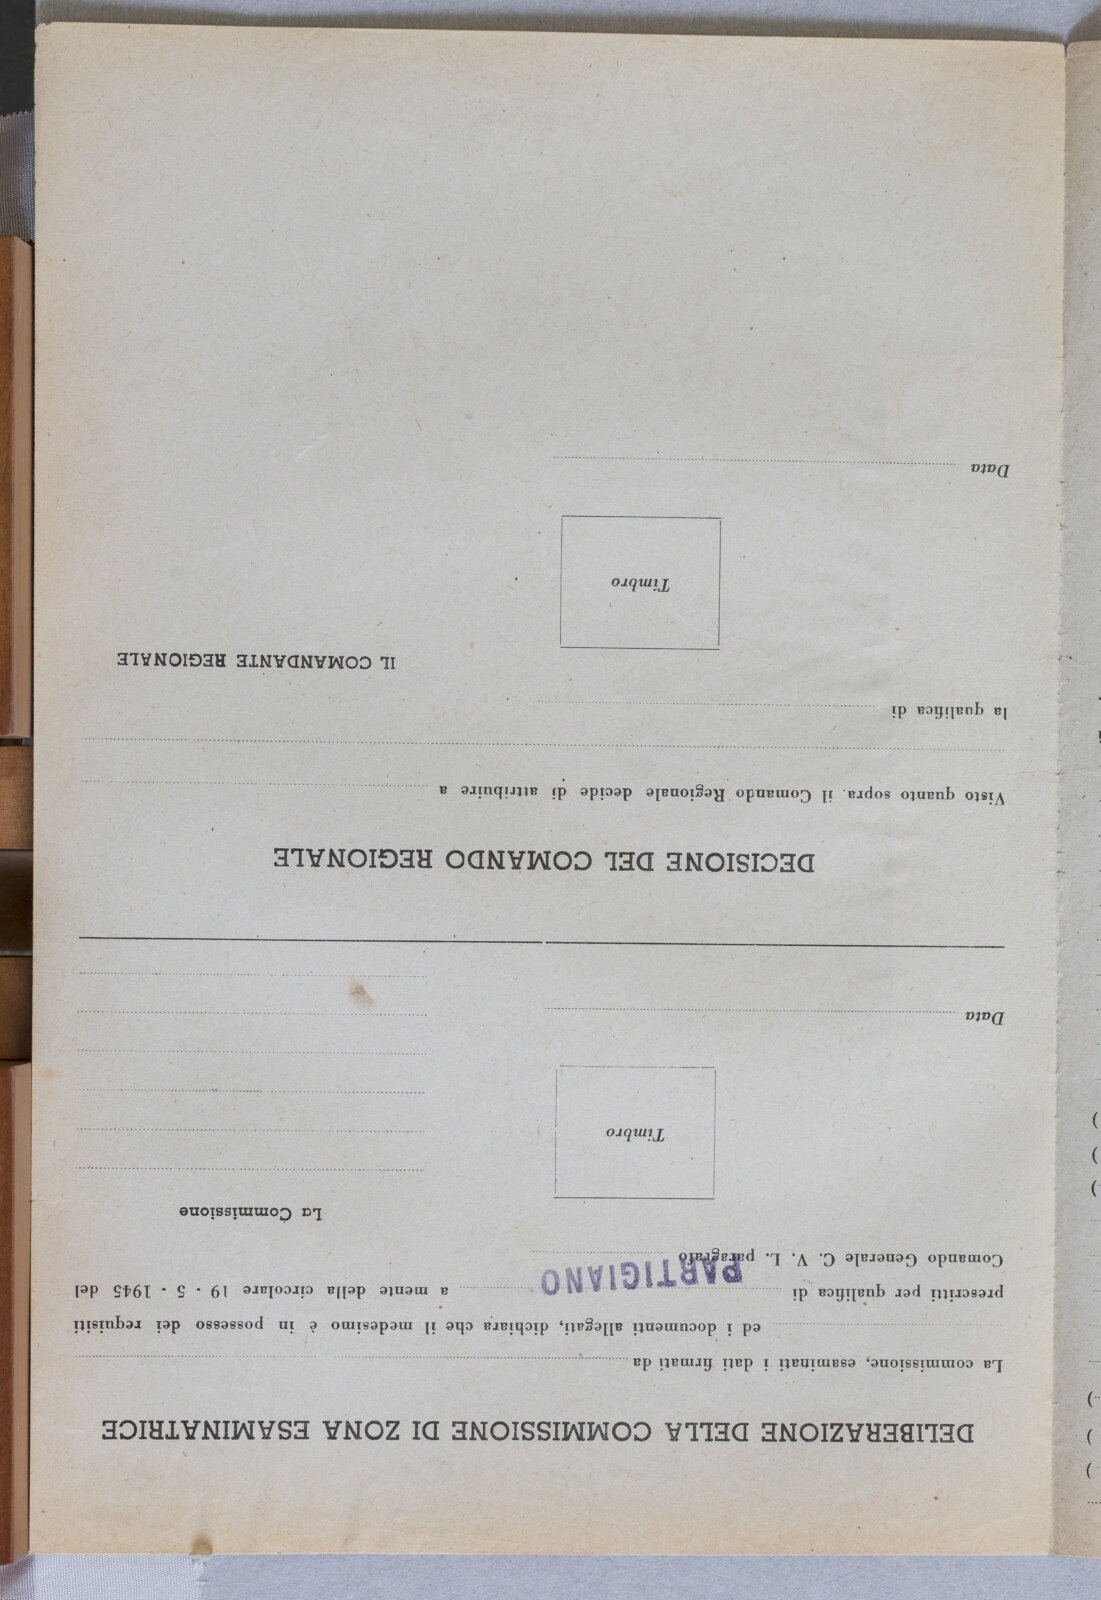 DELIBERAZIONE DELLA COMMISSIONE DI ZONA ESAMINATRICE
La commissione, esaminati i dati firmati da
ed i documenti allegati, dichiara che il medesimo è in possesso dei requisiti
prescritti per qualifica di PARTIGIANO a mente della circolare 19 - 5 - 1945 del
Comando Generale C. V. L. paragrafo
La Commissione
Timbro
Data
DECISIONE DEL COMANDO REGIONALE
Visto quanto sopra. il Comando Regionale decide di attribuire a
la qualifica di
IL COMANDANTE REGIONALE
Timbro
Data